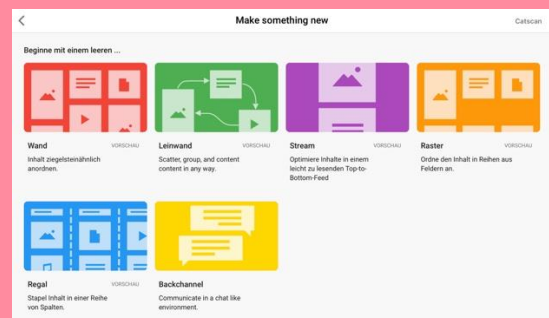 Make something new
Catscan
Beginne mit einem leeren ...
Wand VORSCHAU
Inhalt ziegelsteinähnlich
anordnen.
Leinwand VORSCHAU
Scatter, group, and content
content in any way.
Stream VORSCHAU
Optimiere Inhalte in einem
leicht zu lesenden Top-to-
Bottom-Feed
Raster VORSCHAU
Ordne den Inhalt in Reihen aus
Feldern an.
Regal VORSCHAU
Stapel Inhalt in einer Reihe
von Spalten.
Backchannel
Communicate in a chat like
environment.